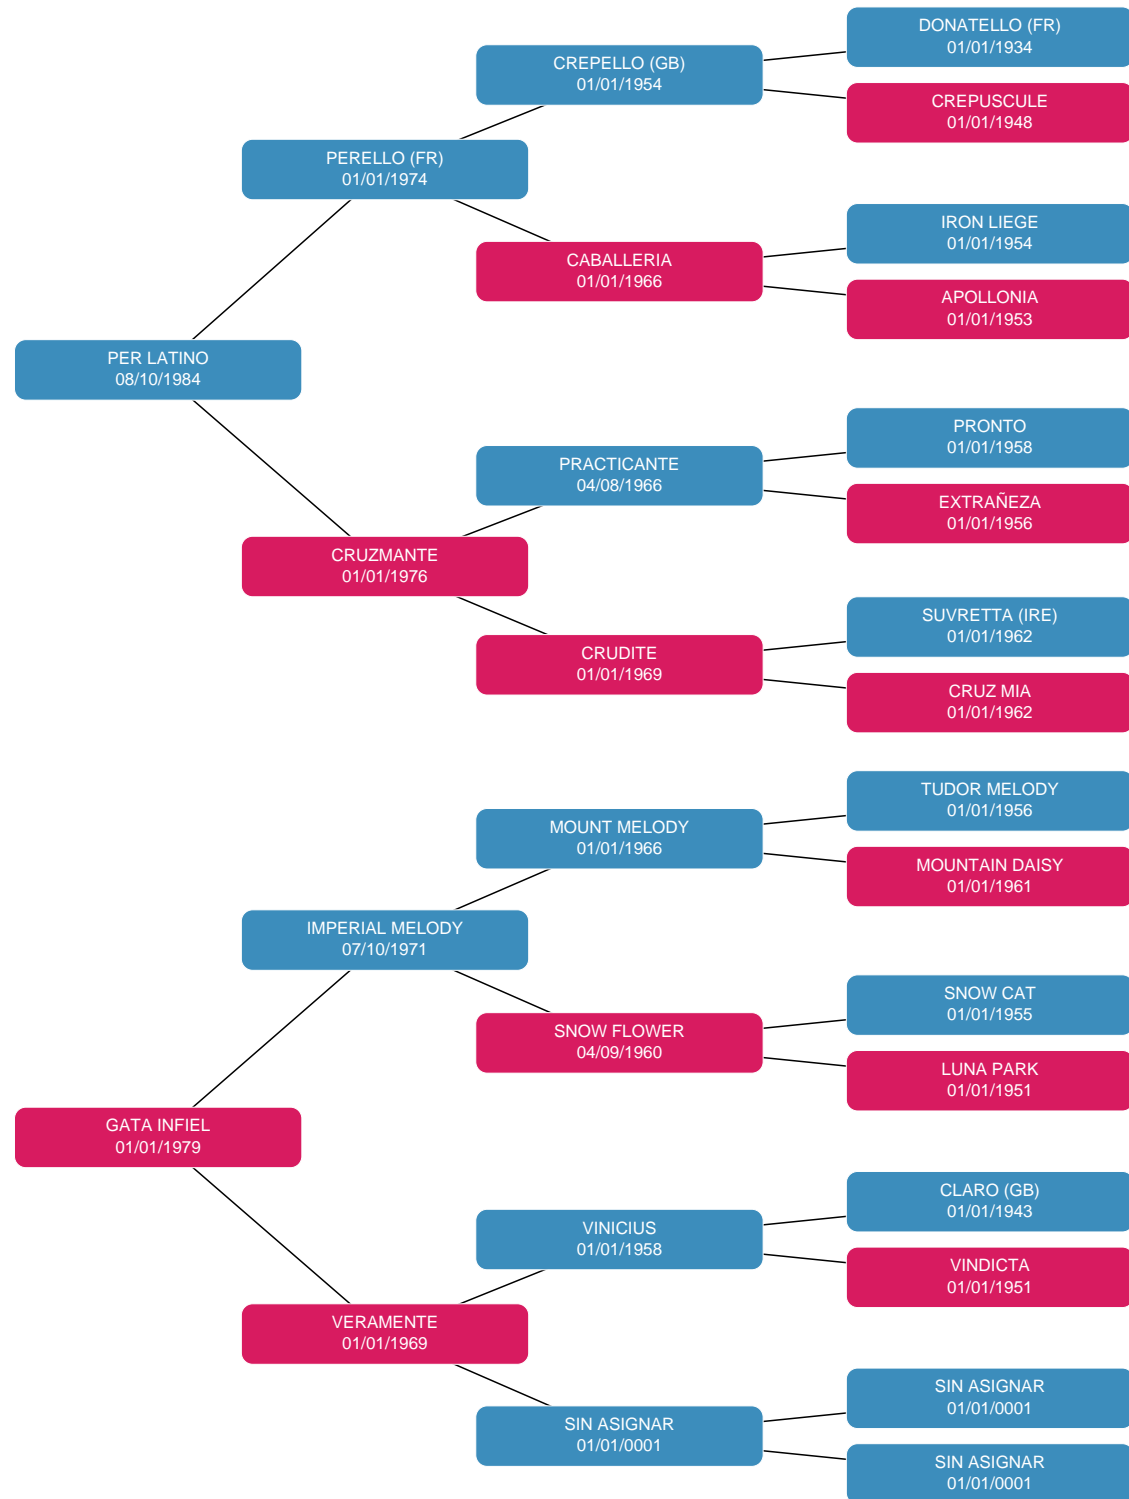 DONATELLO (FR)
01/01/1934
CREPELLO (GB)
01/01/1954
CREPUSCULE
01/01/1948
PERELLO (FR)
01/01/1974
IRON LIEGE
01/01/1954
CABALLERIA
01/01/1966
APOLLONIA
01/01/1953
PER LATINO
08/10/1984
PRONTO
01/01/1958
PRACTICANTE
04/08/1966
EXTRAÑEZA
01/01/1956
CRUZMANTE
01/01/1976
SUVRETTA (IRE)
01/01/1962
CRUDITE
01/01/1969
CRUZ MIA
01/01/1962
TUDOR MELODY
01/01/1956
MOUNT MELODY
01/01/1966
MOUNTAIN DAISY
01/01/1961
IMPERIAL MELODY
07/10/1971
SNOW CAT
01/01/1955
SNOW FLOWER
04/09/1960
LUNA PARK
01/01/1951
GATA INFIEL
01/01/1979
CLARO (GB)
01/01/1943
VINICIUS
01/01/1958
VINDICTA
01/01/1951
VERAMENTE
01/01/1969
SIN ASIGNAR
01/01/0001
SIN ASIGNAR
01/01/0001
SIN ASIGNAR
01/01/0001